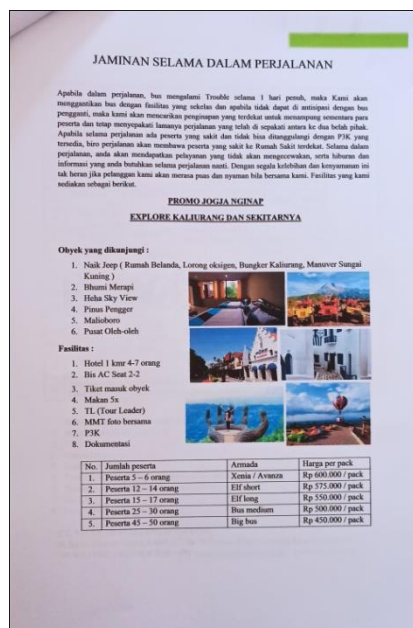 JAMINAN SELAMA DALAM PERJALANAN
Apabila dalam perjalanan, bus mengalami Trouble selama 1 hari penuh, maka Kami akan
menggantikan bus dengan fasilitas yang sekelas dan apabila tidak dapat di antisipasi dengan bus
pengganti, maka kami akan mencarikan penginapan yang terdekat untuk menampung sementara para
peserta dan tetap menyepakati lamanya perjalanan yang telah di sepakati antara ke dua belah pihak.
Apabila selama perjalanan ada peserta yang sakit dan tidak bisa ditanggulangi dengan P3K yang
tersedia, biro perjalanan akan membawa peserta yang sakit ke Rumah Sakit terdekat. Selama dalam
perjalanan, anda akan mendapatkan pelayanan yang tidak akan mengecewakan, serta hiburan dan
informasi yang anda butuhkan selama perjalanan nanti. Dengan segala kelebihan dan kenyamanan ini
tak heran jika pelanggan kami akan merasa puas dan nyaman bila bersama kami. Fasilitas yang kami
sediakan sebagai berikut.
PROMO JOGJA NGINAP
EXPLORE KALIURANG DAN SEKITARNYA
Obyek yang dikunjungi :
1. Naik Jeep ( Rumah Belanda, Lorong oksigen, Bungker Kaliurang, Manuver Sungai
Kuning )
2. Bhumi Merapi
3. Heha Sky View
4. Pinus Pengger
5. Malioboro
6. Pusat Oleh-oleh
Fasilitas :
1. Hotel 1 kmr 4-7 orang
2. Bis AC Seat 2-2
3. Tiket masuk obyek
4. Makan 5x
5. TL (Tour Leader)
6. MMT foto bersama
7. P3K
8. Dokumentasi
No. Jumlah peserta Armada Harga per pack
1. Peserta 5 – 6 orang Xenia / Avanza Rp 600.000 / pack
2. Peserta 12 – 14 orang Elf short Rp 575.000 / pack
3. Peserta 15 – 17 orang Elf long Rp 550.000 / pack
4. Peserta 25 – 30 orang Bus medium Rp 500.000 / pack
5. Peserta 45 – 50 orang Big bus Rp 450.000 / pack